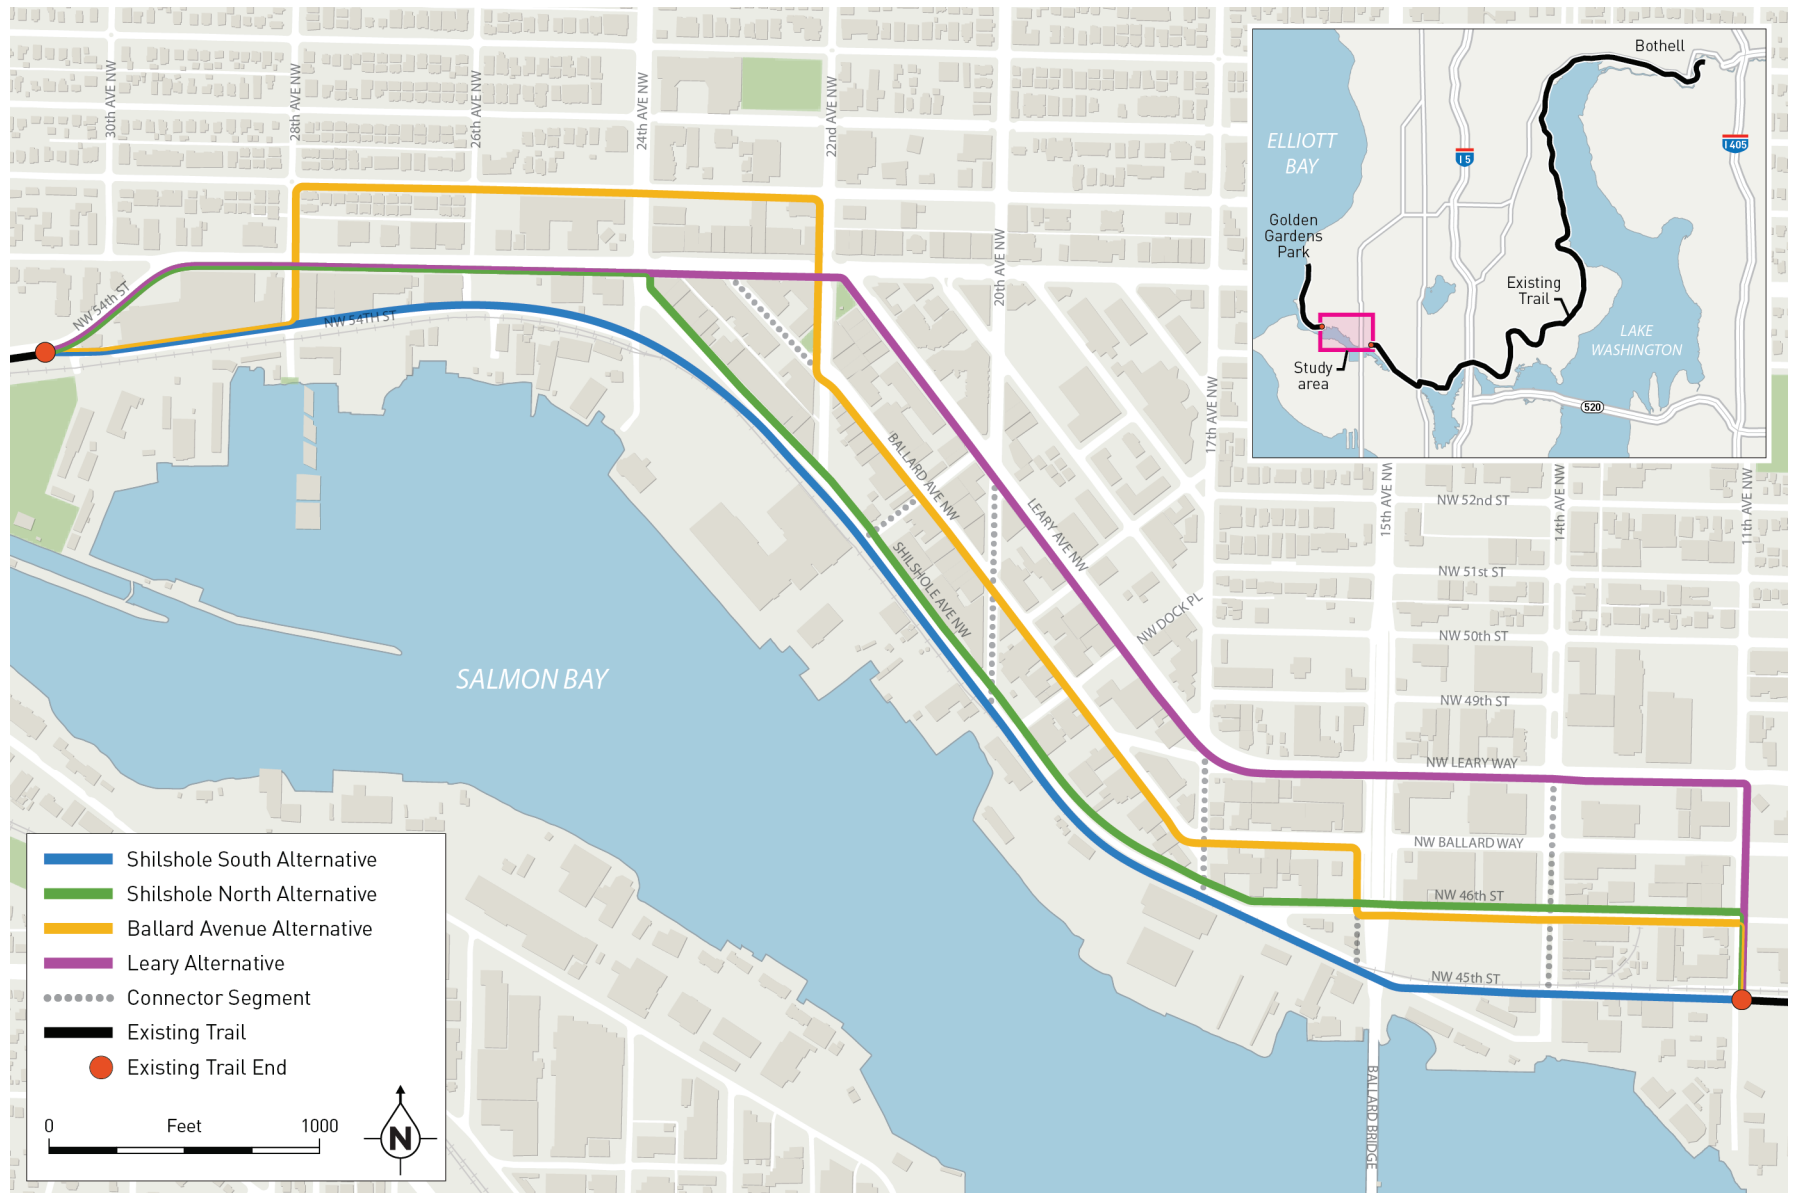 30th AVE NW
28th AVE NW
26th AVE NW
24th AVE NW
22nd AVE NW
20th AVE NW
17th AVE NW
15th AVE NW
14th AVE NW
11th AVE NW
NW 54th ST
NW 54TH ST
BALLARD AVE NW
LEARY AVE NW
SHILSHOLE AVE NW
NW DOCK PL
NW 52nd ST
NW 51st ST
NW 50th ST
NW 49th ST
NW LEARY WAY
NW BALLARD WAY
NW 46th ST
NW 45th ST
BALLARD BRIDGE
SALMON BAY
Bothell
ELLIOTT
BAY
I 5
I 405
Golden
Gardens
Park
Existing
Trail
LAKE
WASHINGTON
Study
area
520
Shilshole South Alternative
Shilshole North Alternative
Ballard Avenue Alternative
Leary Alternative
Connector Segment
Existing Trail
Existing Trail End
0 Feet 1000
N